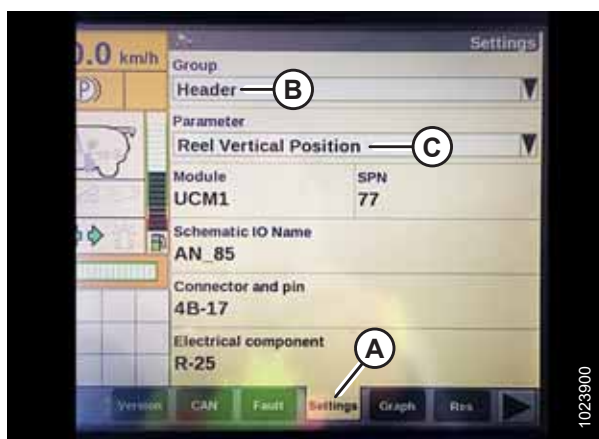 0.0 km/h
Settings
(P)
Group
Header
B
Parameter
Reel Vertical Position
C
Module SPN
UCM1 77
Schematic IO Name
AN_85
Connector and pin
4B-17
Electrical component
R-25
A
Version CAN Fault Settings Graph Res
1023900